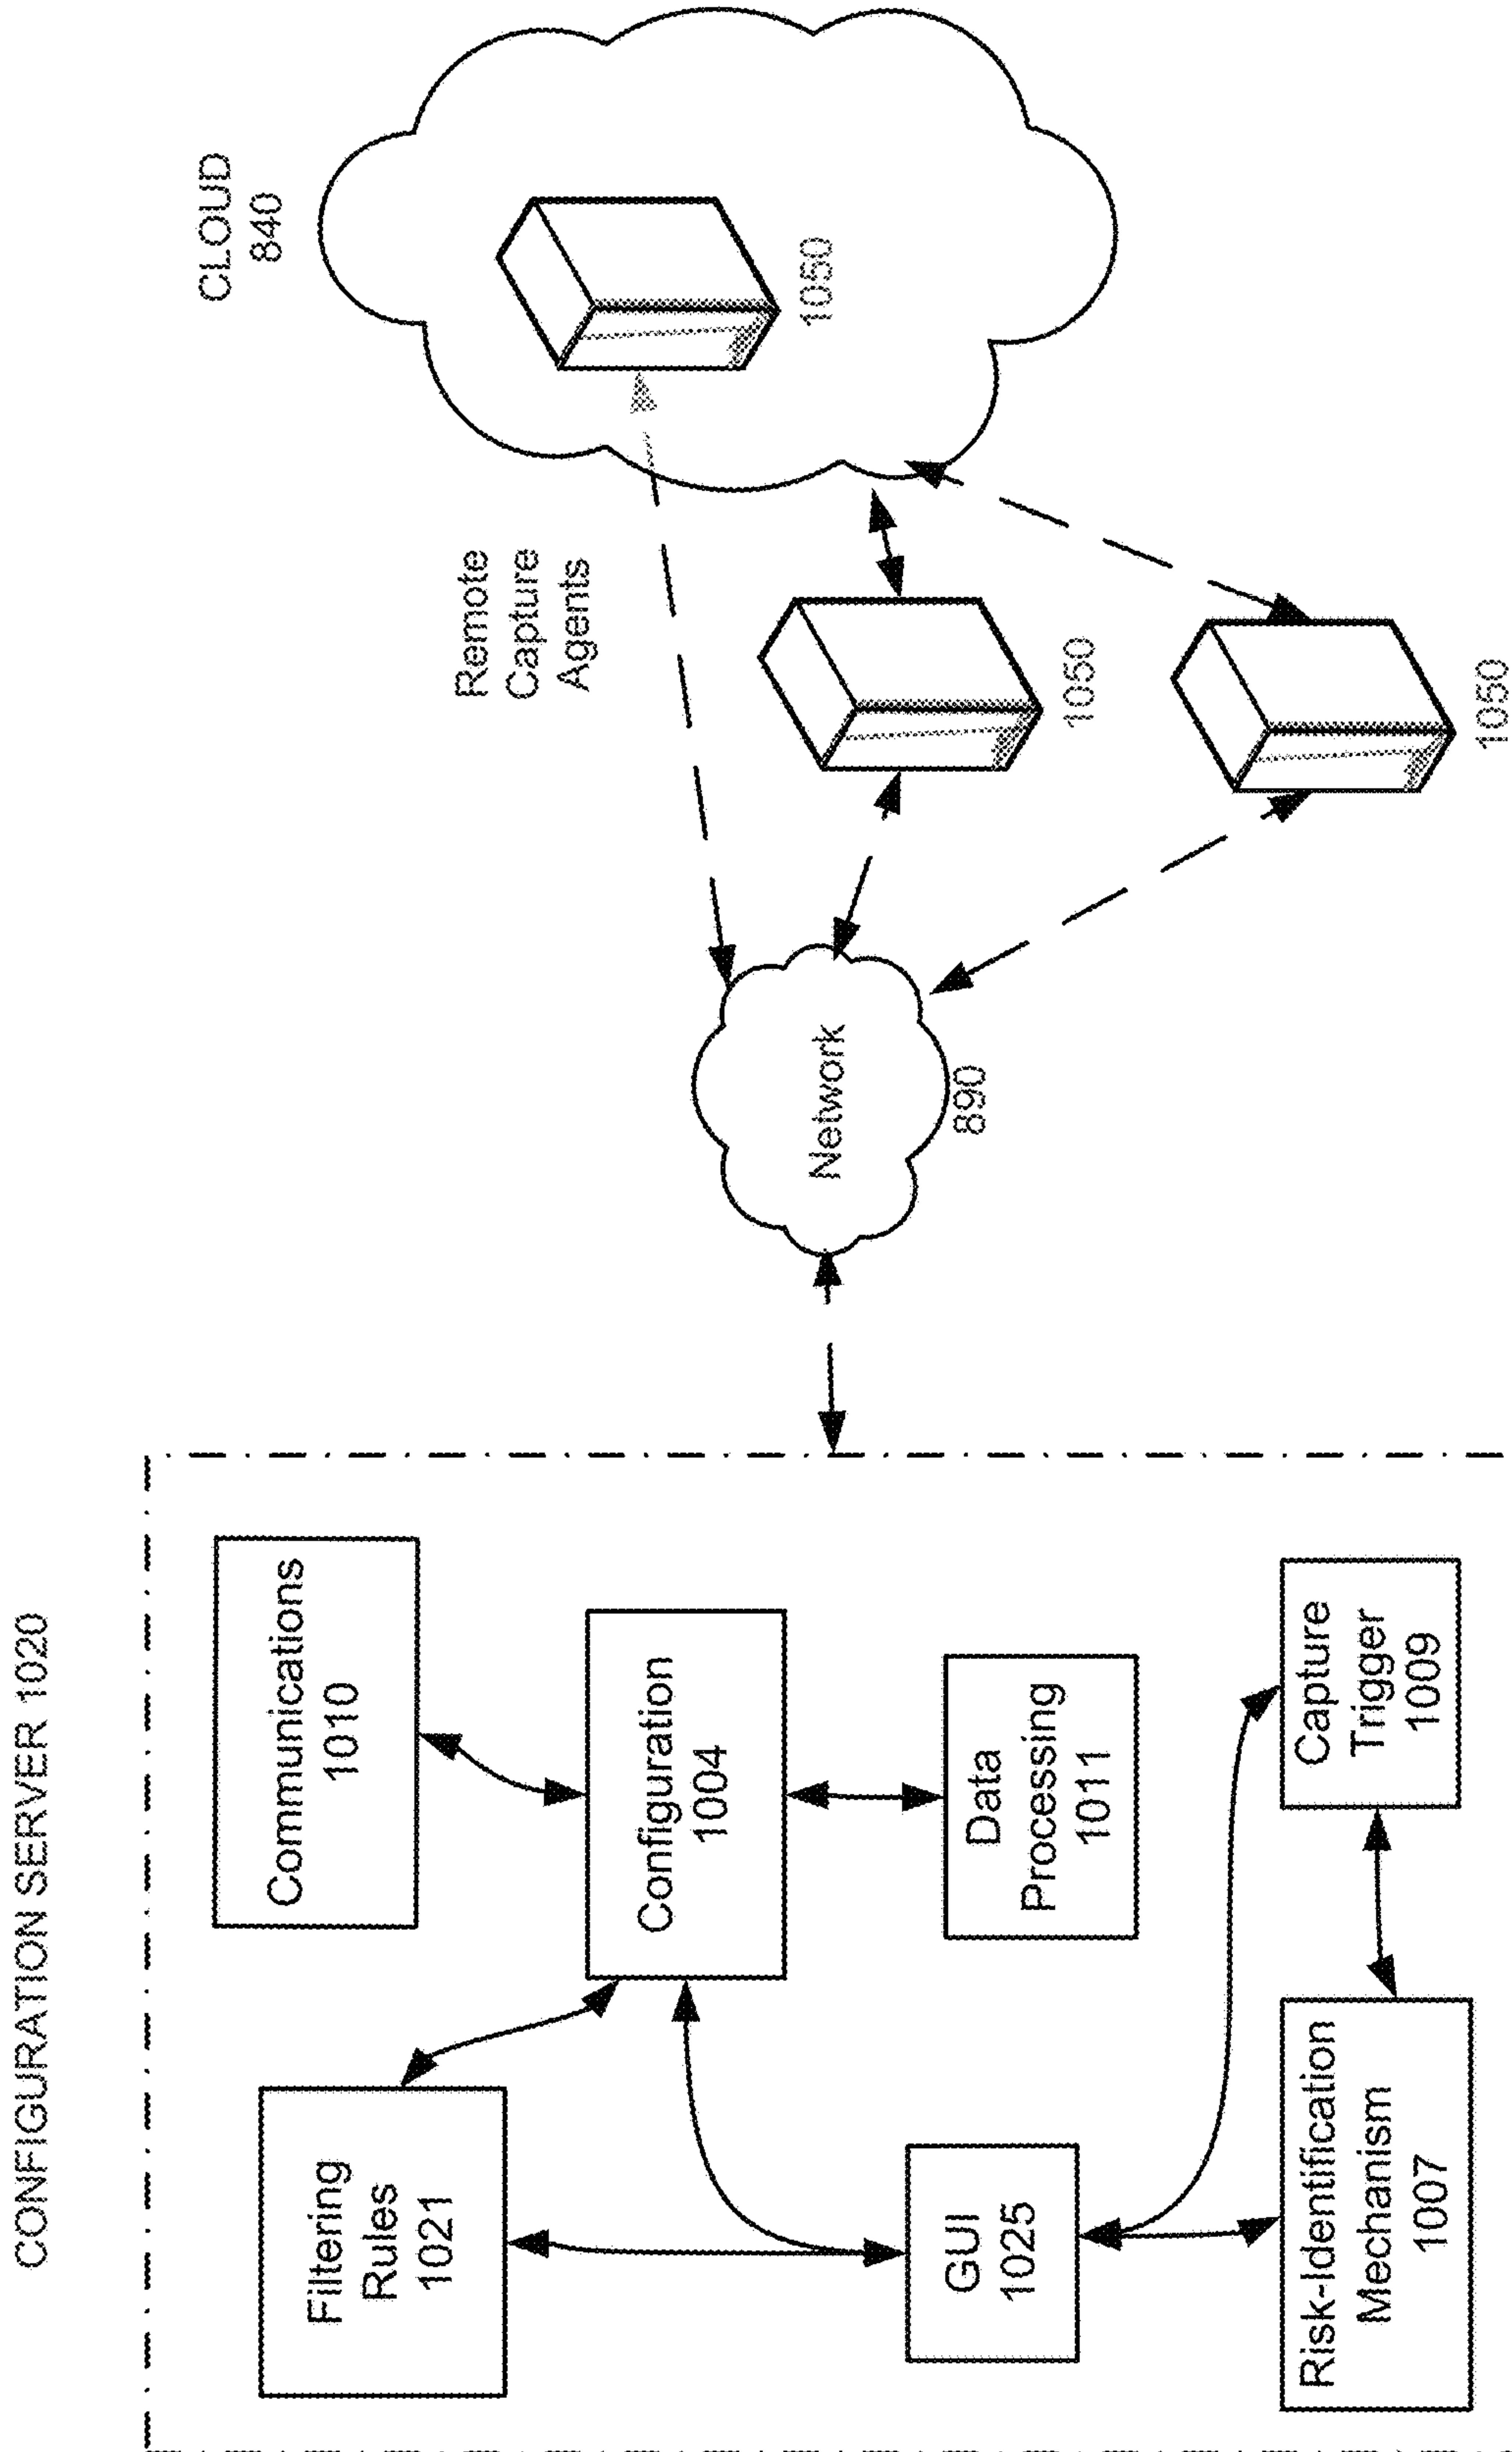 CONFIGURATION SERVER 1020
Filtering
Rules
1021
Communications
1010
Configuration
1004
GUI
1025
Data
Processing
1011
Risk-Identification
Mechanism
1007
Capture
Trigger
1009
Network
890
Remote
Capture
Agents
CLOUD
840
1050
1050
1050